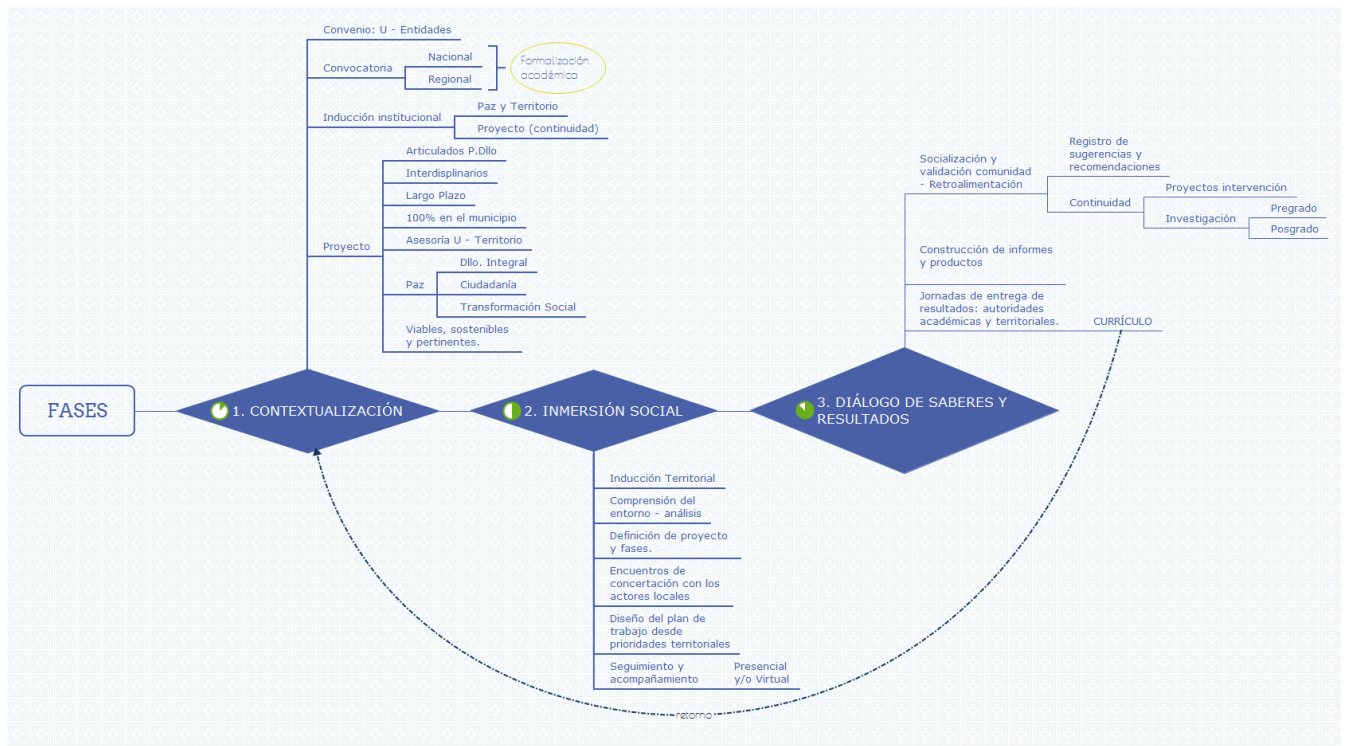 Convenio: U - Entidades
Convocatoria
Nacional
Regional
Formalización
académica
Inducción institucional
Paz y Territorio
Proyecto (continuidad)
Proyecto
Articulados P.Dllo
Interdisplinarios
Largo Plazo
100% en el municipio
Asesoría U - Territorio
Paz
Dllo. Integral
Ciudadanía
Transformación Social
Viables, sostenibles
y pertinentes.
FASES
1. CONTEXTUALIZACIÓN
2. INMERSIÓN SOCIAL
3. DIÁLOGO DE SABERES Y
RESULTADOS
Socialización y
validación comunidad
- Retroalimentación
Registro de
sugerencias y
recomendaciones
Continuidad
Proyectos intervención
Investigación
Pregrado
Posgrado
Construcción de informes
y productos
Jornadas de entrega de
resultados: autoridades
académicas y territoriales.
CURRÍCULO
Inducción Territorial
Comprensión del
entorno - análisis
Definición de proyecto
y fases.
Encuentros de
concertación con los
actores locales
Diseño del plan de
trabajo desde
prioridades territoriales
Seguimiento y
acompañamiento
Presencial
y/o Virtual
retorno